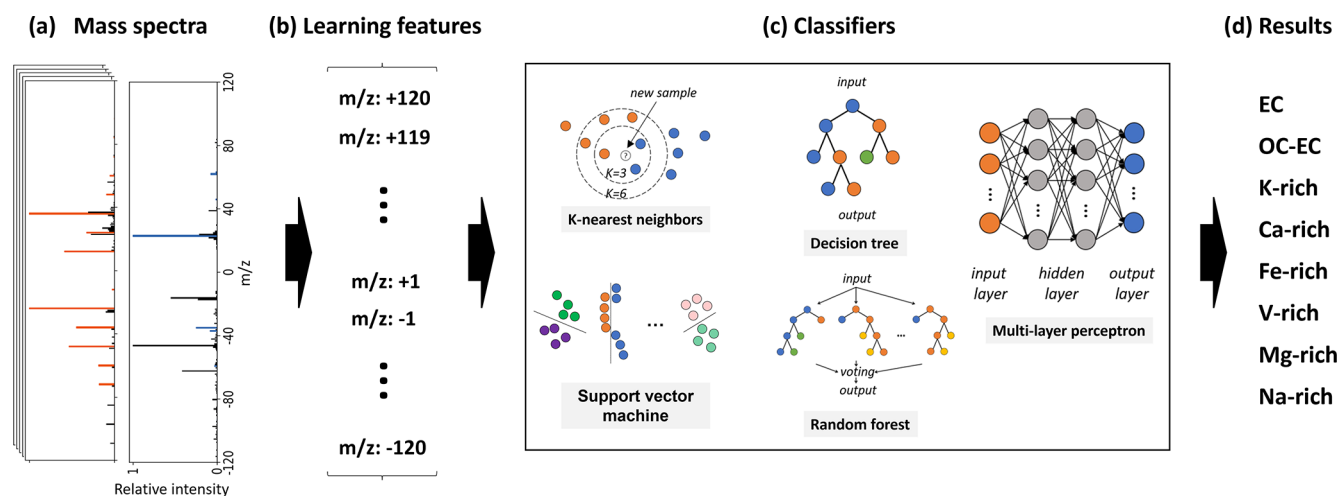 (a) Mass spectra
120
80
40
0
-40
-80
-120
m/z
1
0
Relative intensity
(b) Learning features
m/z: +120
m/z: +119
m/z: +1
m/z: -1
m/z: -120
(c) Classifiers
new sample
?
K=3
K=6
K-nearest neighbors
input
output
Decision tree
input
layer
hidden
layer
output
layer
Multi-layer perceptron
...
Support vector
machine
input
...
voting
output
Random forest
(d) Results
EC
OC-EC
K-rich
Ca-rich
Fe-rich
V-rich
Mg-rich
Na-rich